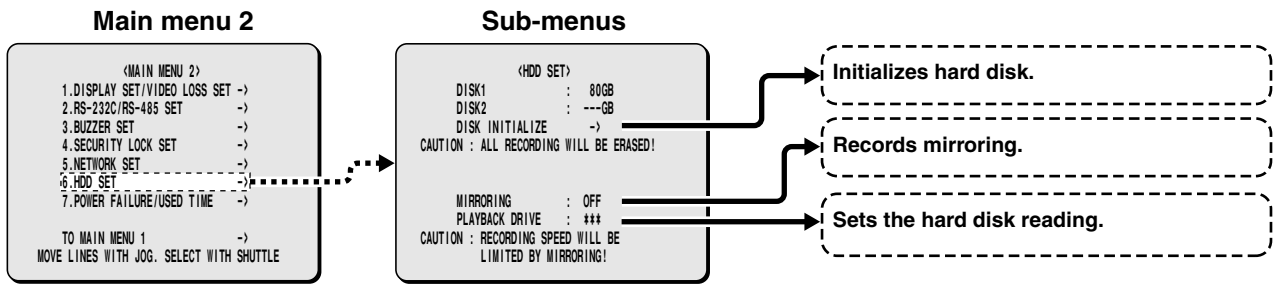 Main menu 2
<MAIN MENU 2>
1.DISPLAY SET/VIDEO LOSS SET ->
2.RS-232C/RS-485 SET ->
3.BUZZER SET ->
4.SECURITY LOCK SET ->
5.NETWORK SET ->
6.HDD SET ->
7.POWER FAILURE/USED TIME ->
TO MAIN MENU 1 ->
MOVE LINES WITH JOG. SELECT WITH SHUTTLE
Sub-menus
<HDD SET>
DISK1 : 80GB
DISK2 : ---GB
DISK INITIALIZE ->
CAUTION : ALL RECORDING WILL BE ERASED!
MIRRORING : OFF
PLAYBACK DRIVE : ***
CAUTION : RECORDING SPEED WILL BE
LIMITED BY MIRRORING!
Initializes hard disk.
Records mirroring.
Sets the hard disk reading.